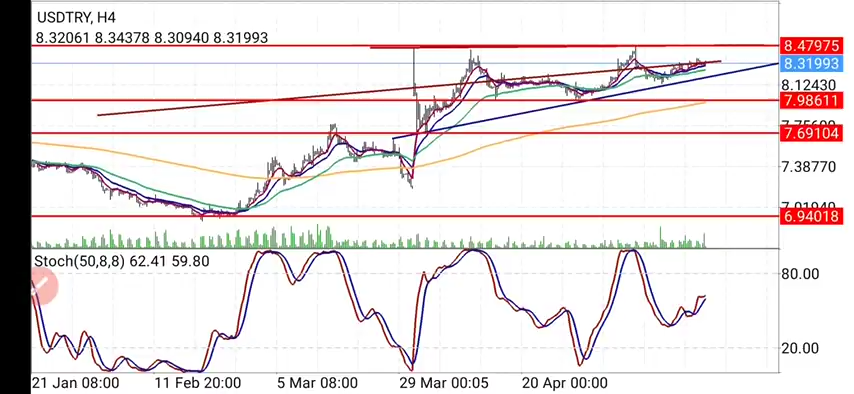 USDTRY, H4
8.32061 8.34378 8.30940 8.31993
8.47975
8.31993
8.12430
7.98611
7.69104
7.38770
6.94018
Stoch(50,8,8) 62.41 59.80
80.00
20.00
21 Jan 08:00 11 Feb 20:00 5 Mar 08:00 29 Mar 00:05 20 Apr 00:00